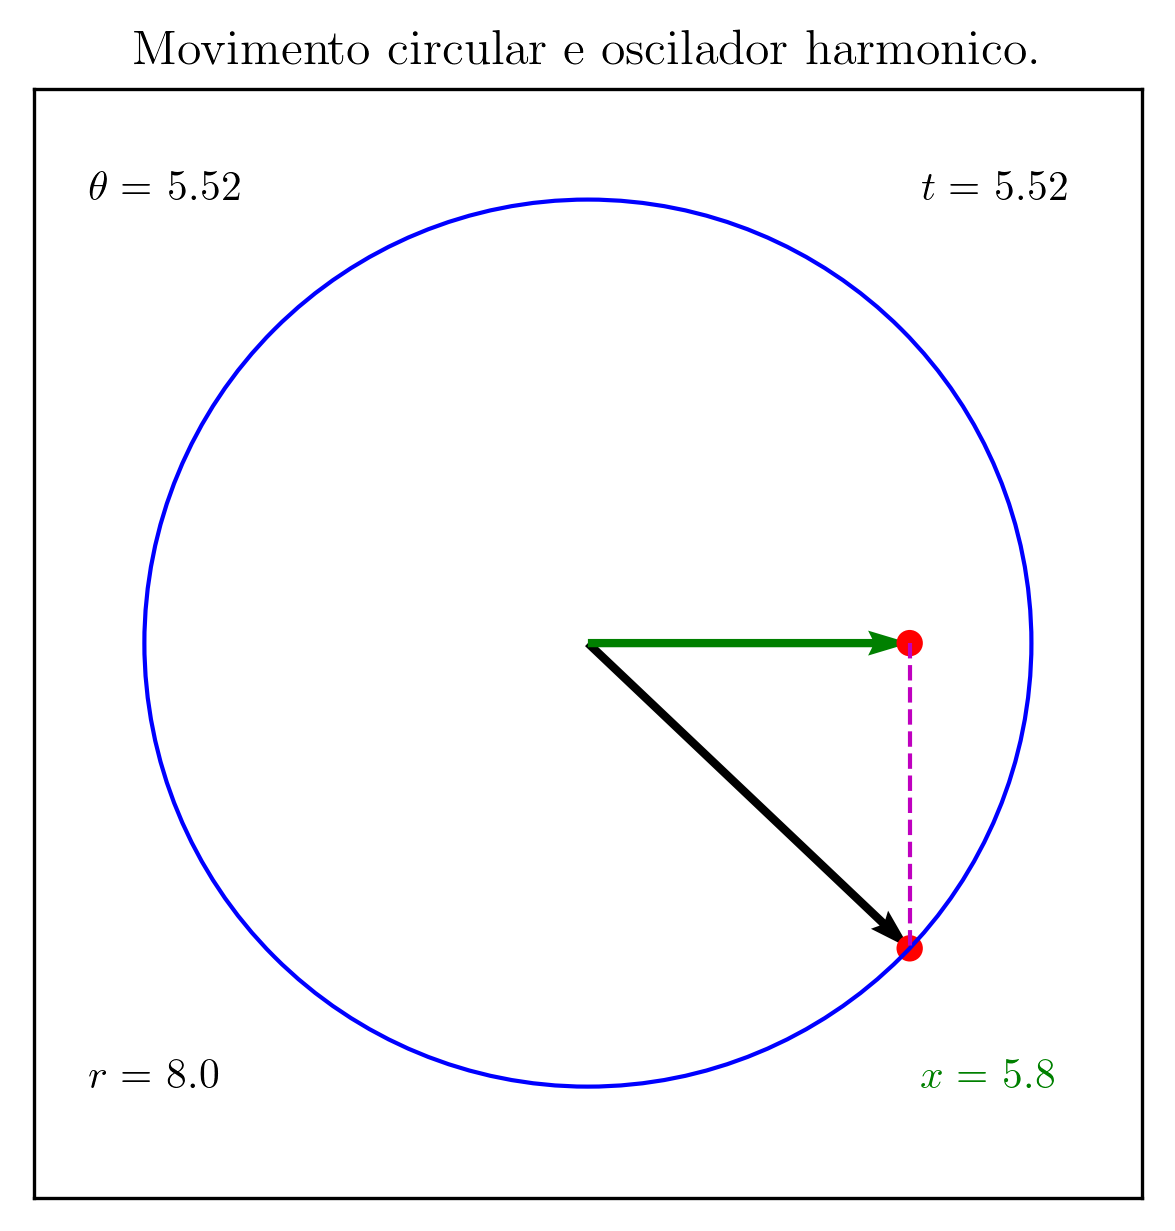 Movimento circular e oscilador harmonico.
θ = 5.52
t = 5.52
r = 8.0
x = 5.8